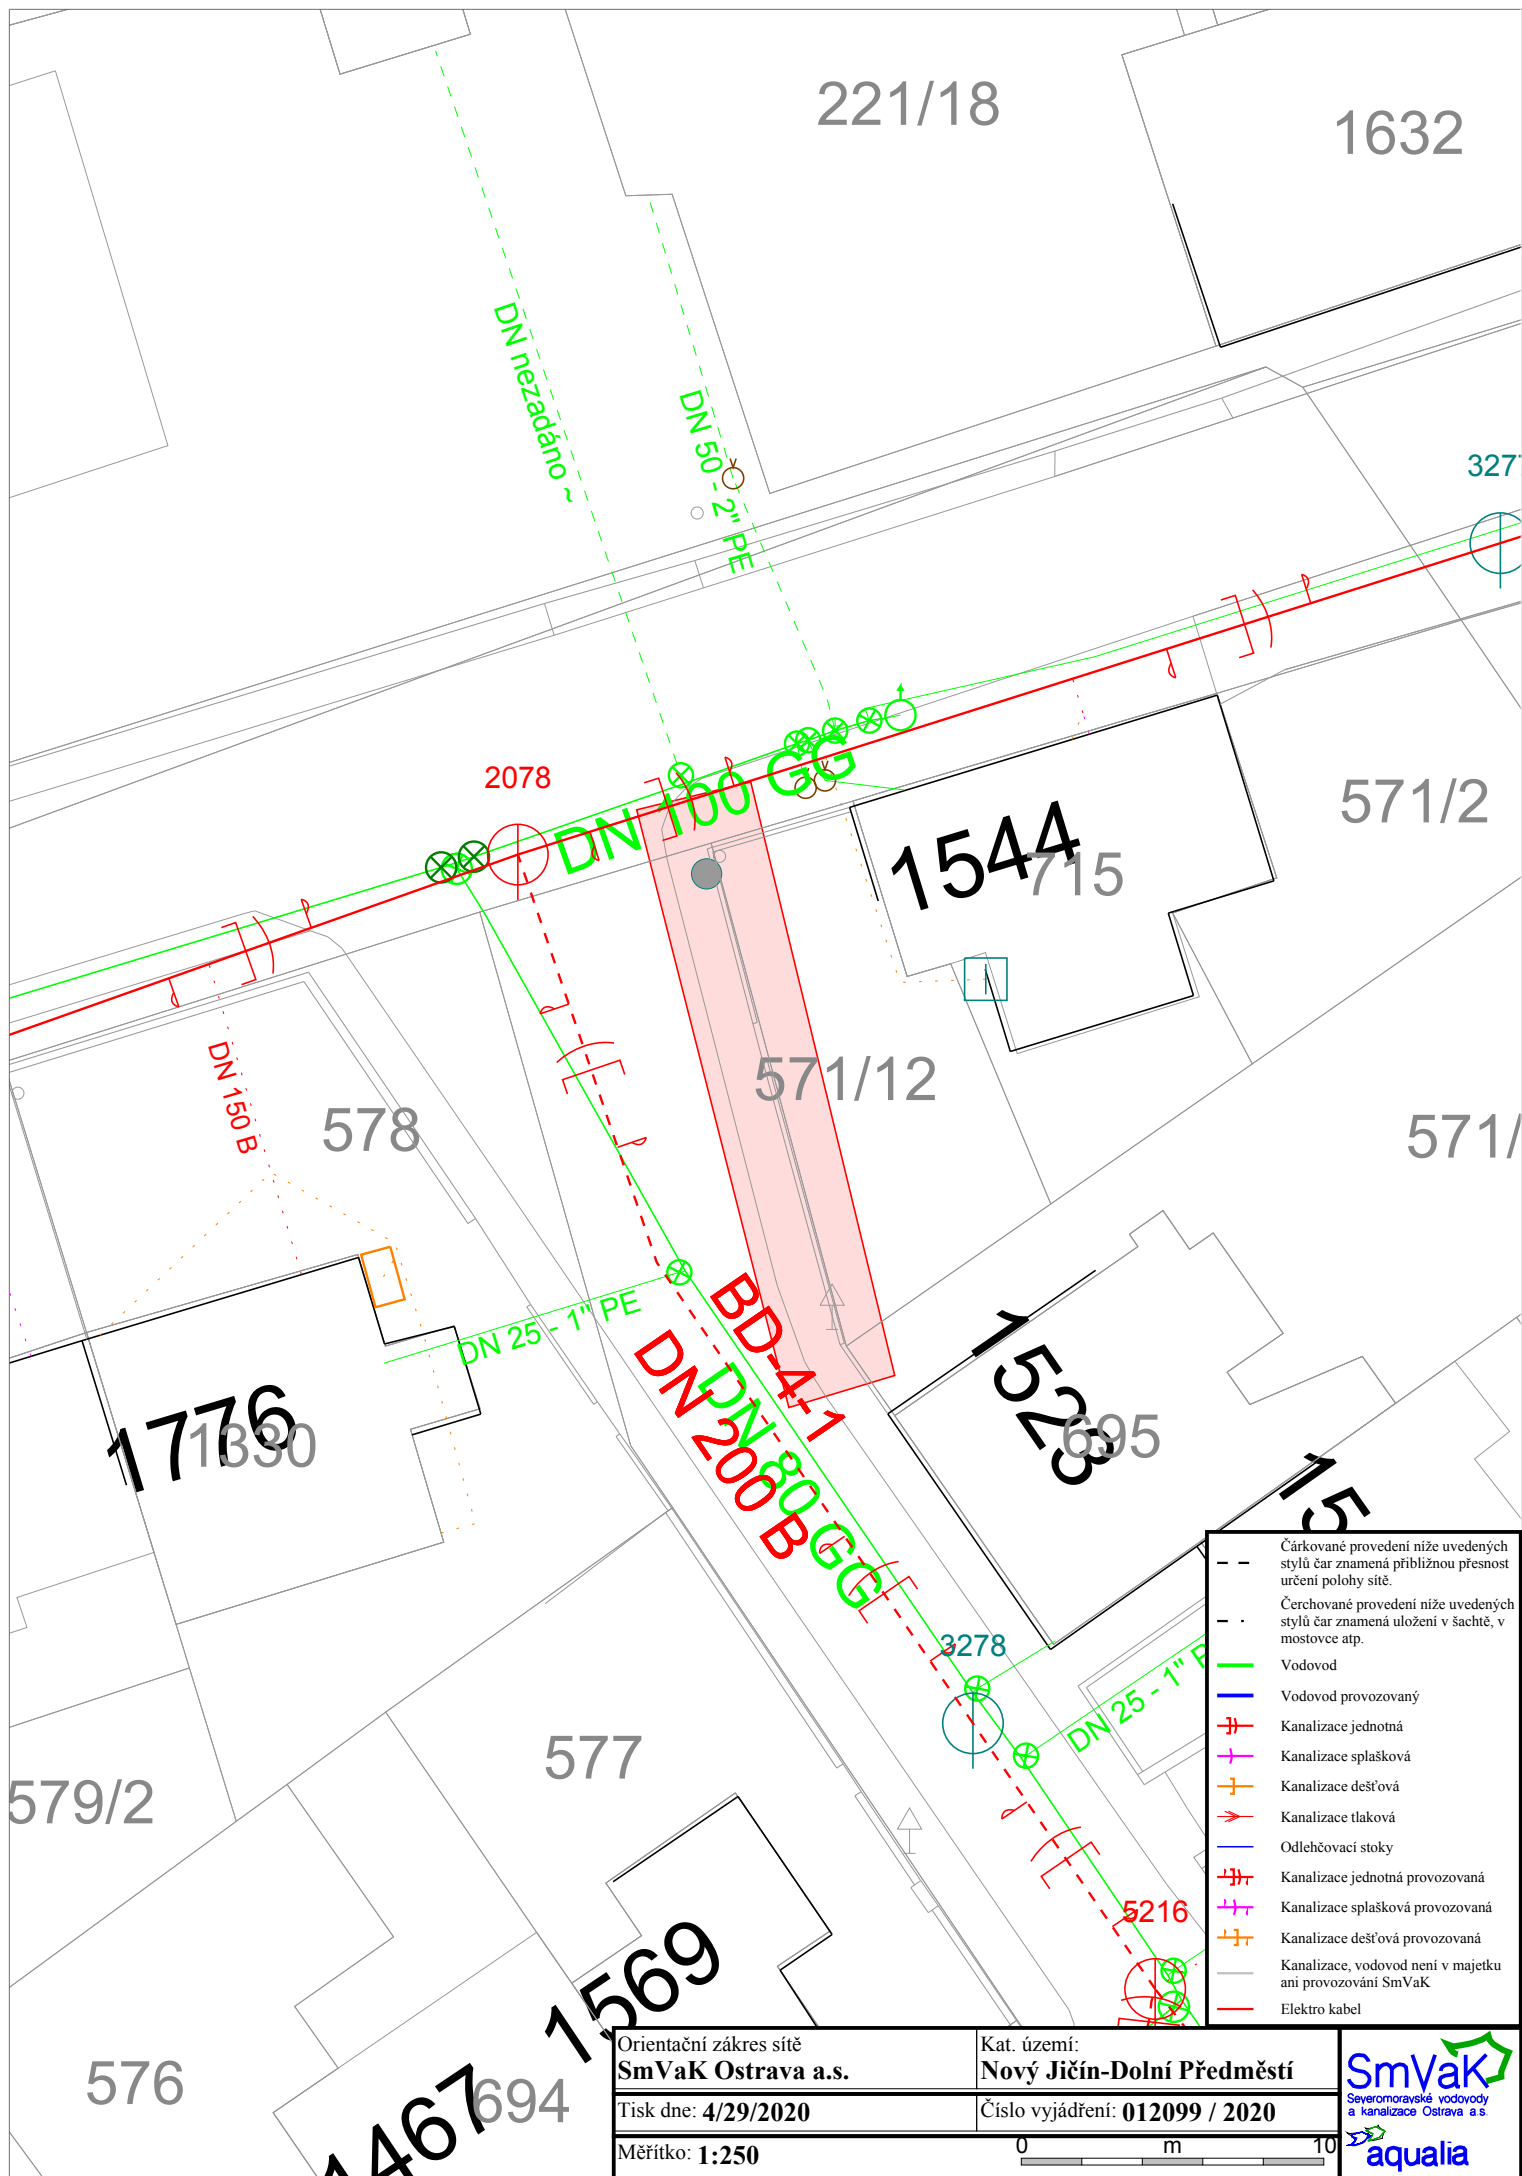 221/18
1632
DN nezadáno ~
DN 50 - 2" PE
V
327
2078
DN 100 GG
V
V
571/2
1544
715
DN 150 B
578
571/12
571/
DN 25 - 1" PE
BD-4-1
DN 200 B
DN 80 GG
1776
1330
1523
695
15
3278
DN 25 - 1" P
577
579/2
5216
1569
576
1467
694
Čárkované provedení níže uvedených
stylů čar znamená přibližnou přesnost
určení polohy sítě.
Čerchované provedení níže uvedených
stylů čar znamená uložení v šachtě, v
mostovce atp.
Vodovod
Vodovod provozovaný
Kanalizace jednotná
Kanalizace splašková
Kanalizace dešťová
Kanalizace tlaková
Odlehčovací stoky
Kanalizace jednotná provozovaná
Kanalizace splašková provozovaná
Kanalizace dešťová provozovaná
Kanalizace, vodovod není v majetku
ani provozování SmVaK
Elektro kabel
Orientační zákres sítě
SmVaK Ostrava a.s.
Kat. území:
Nový Jičín-Dolní Předměstí
Tisk dne: 4/29/2020
Číslo vyjádření: 012099 / 2020
Měřítko: 1:250
0 m 10
SmVaK
Severomoravské vodovody
a kanalizace Ostrava a.s.
aqualia